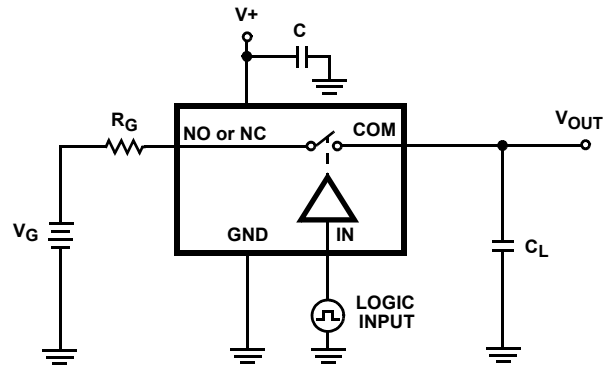 V+
C
RG
NO or NC
COM
VOUT
VG
GND
IN
CL
LOGIC
INPUT